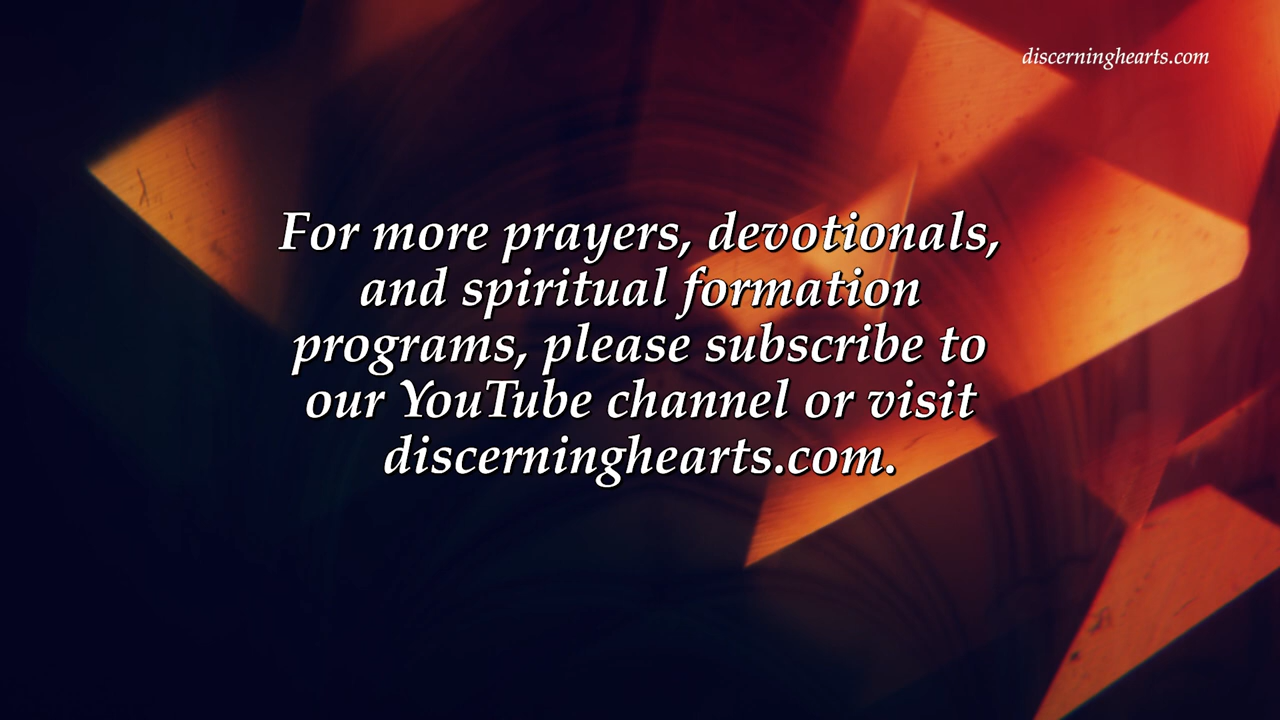 discerninghearts.com
For more prayers, devotionals,
and spiritual formation
programs, please subscribe to
our YouTube channel or visit
discerninghearts.com.